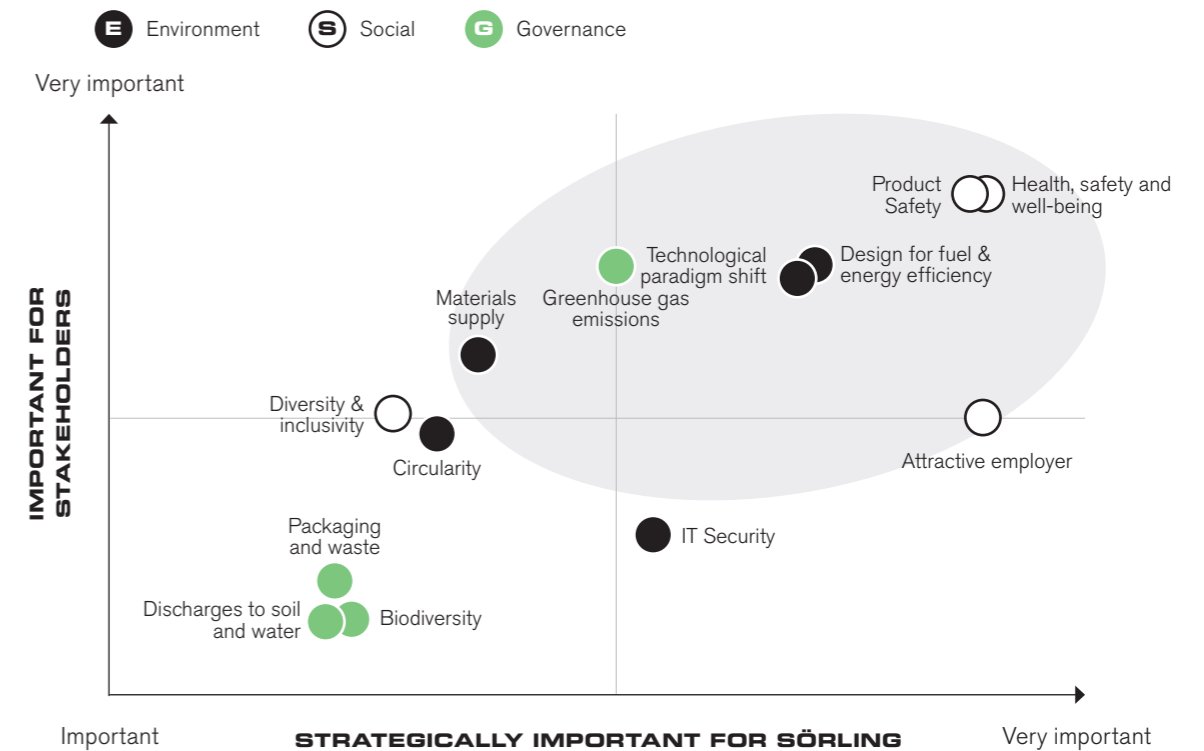 E Environment
S Social
G Governance
Very important
Product
Safety
Health, safety and
well-being
Technological
paradigm shift
Design for fuel &
energy efficiency
Greenhouse gas
emissions
Materials
supply
Diversity &
inclusivity
Circularity
Attractive employer
IT Security
Packaging
and waste
Discharges to soil
and water
Biodiversity
IMPORTANT FOR
STAKEHOLDERS
Important
STRATEGICALLY IMPORTANT FOR SÖRLING
Very important